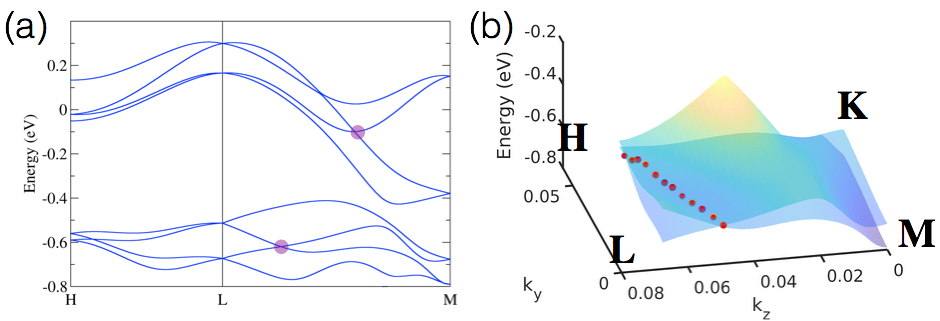 (a)
Energy (eV)
0.2
0
-0.2
-0.4
-0.6
-0.8
H
L
M
(b)
Energy (eV)
-0.2
-0.4
-0.6
-0.8
H
K
L
M
0.05
0
k_y
0.08
0.06
0.04
0.02
0
k_z